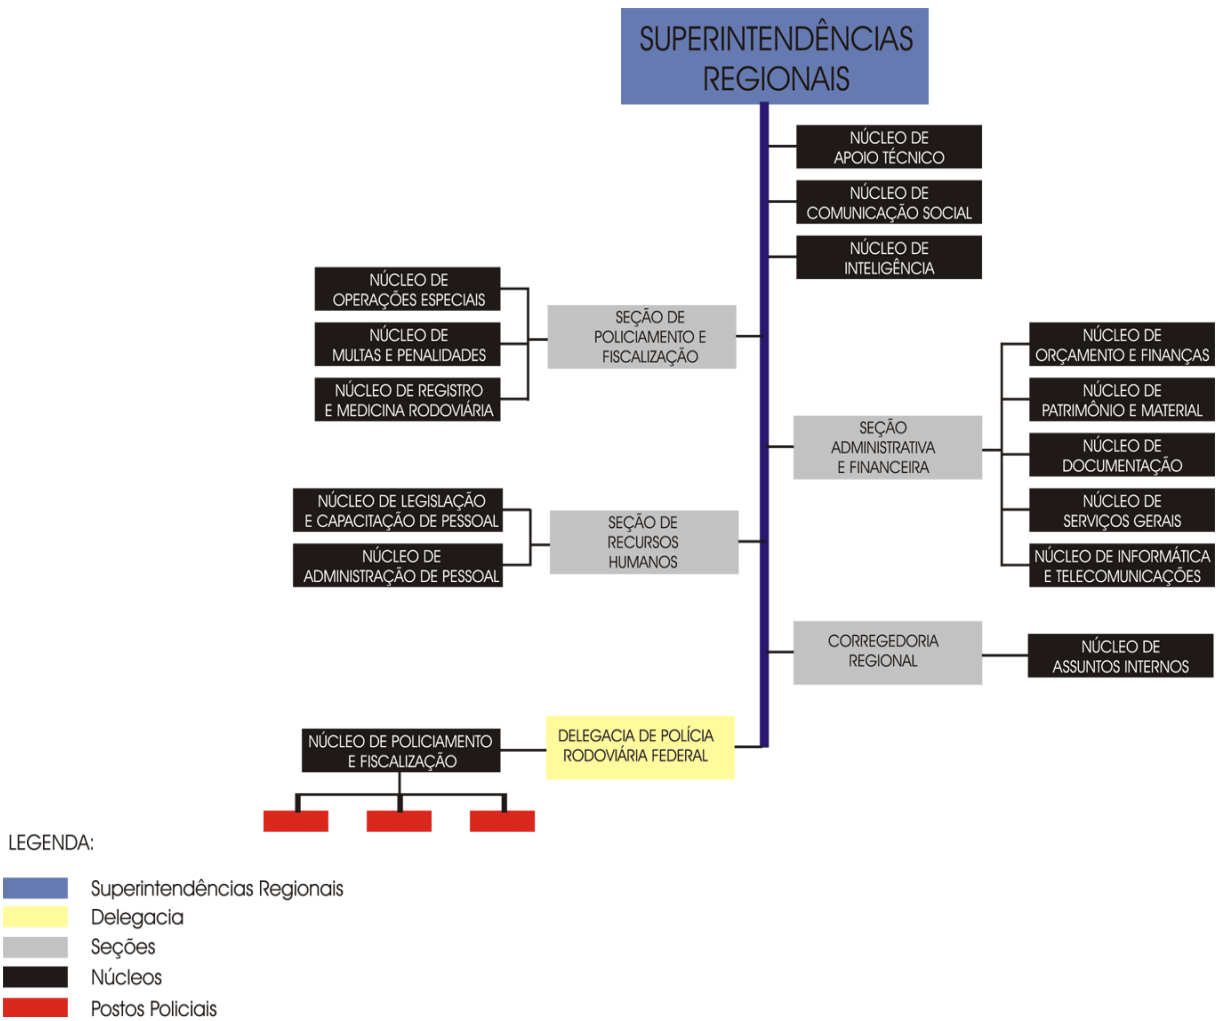 SUPERINTENDÊNCIAS
REGIONAIS
NÚCLEO DE
APOIO TÉCNICO
NÚCLEO DE
COMUNICAÇÃO SOCIAL
NÚCLEO DE
INTELIGÊNCIA
NÚCLEO DE
OPERAÇÕES ESPECIAIS
NÚCLEO DE
MULTAS E PENALIDADES
NÚCLEO DE REGISTRO
E MEDICINA RODOVIÁRIA
SEÇÃO DE
POLICIAMENTO E
FISCALIZAÇÃO
SEÇÃO
ADMINISTRATIVA
E FINANCEIRA
NÚCLEO DE
ORÇAMENTO E FINANÇAS
NÚCLEO DE
PATRIMÔNIO E MATERIAL
NÚCLEO DE
DOCUMENTAÇÃO
NÚCLEO DE
SERVIÇOS GERAIS
NÚCLEO DE INFORMÁTICA
E TELECOMUNICAÇÕES
NÚCLEO DE LEGISLAÇÃO
E CAPACITAÇÃO DE PESSOAL
NÚCLEO DE
ADMINISTRAÇÃO DE PESSOAL
SEÇÃO DE
RECURSOS
HUMANOS
CORREGEDORIA
REGIONAL
NÚCLEO DE
ASSUNTOS INTERNOS
NÚCLEO DE POLICIAMENTO
E FISCALIZAÇÃO
DELEGACIA DE POLÍCIA
RODOVIÁRIA FEDERAL
LEGENDA:
Superintendências Regionais
Delegacia
Seções
Núcleos
Postos Policiais